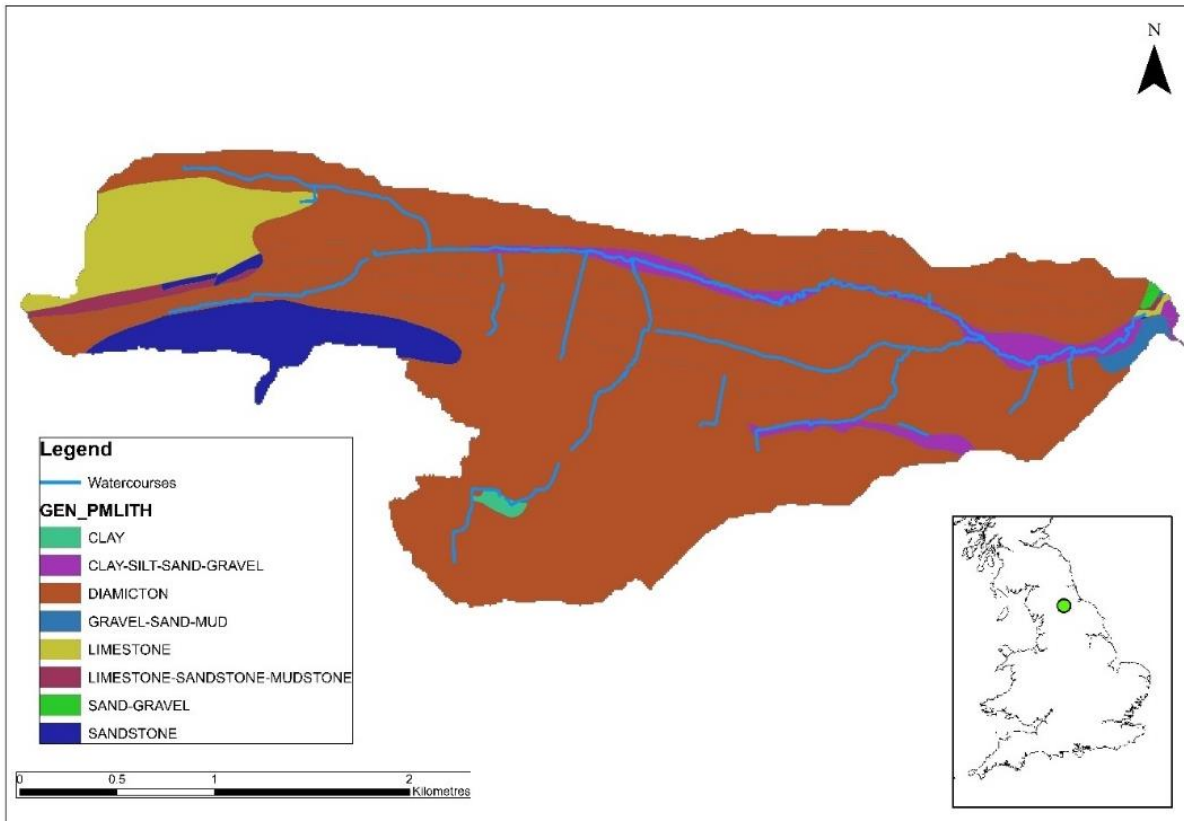 N
Legend
Watercourses
GEN_PMLITH
CLAY
CLAY-SILT-SAND-GRAVEL
DIAMICTON
GRAVEL-SAND-MUD
LIMESTONE
LIMESTONE-SANDSTONE-MUDSTONE
SAND-GRAVEL
SANDSTONE
0 0.5 1 2
Kilometres